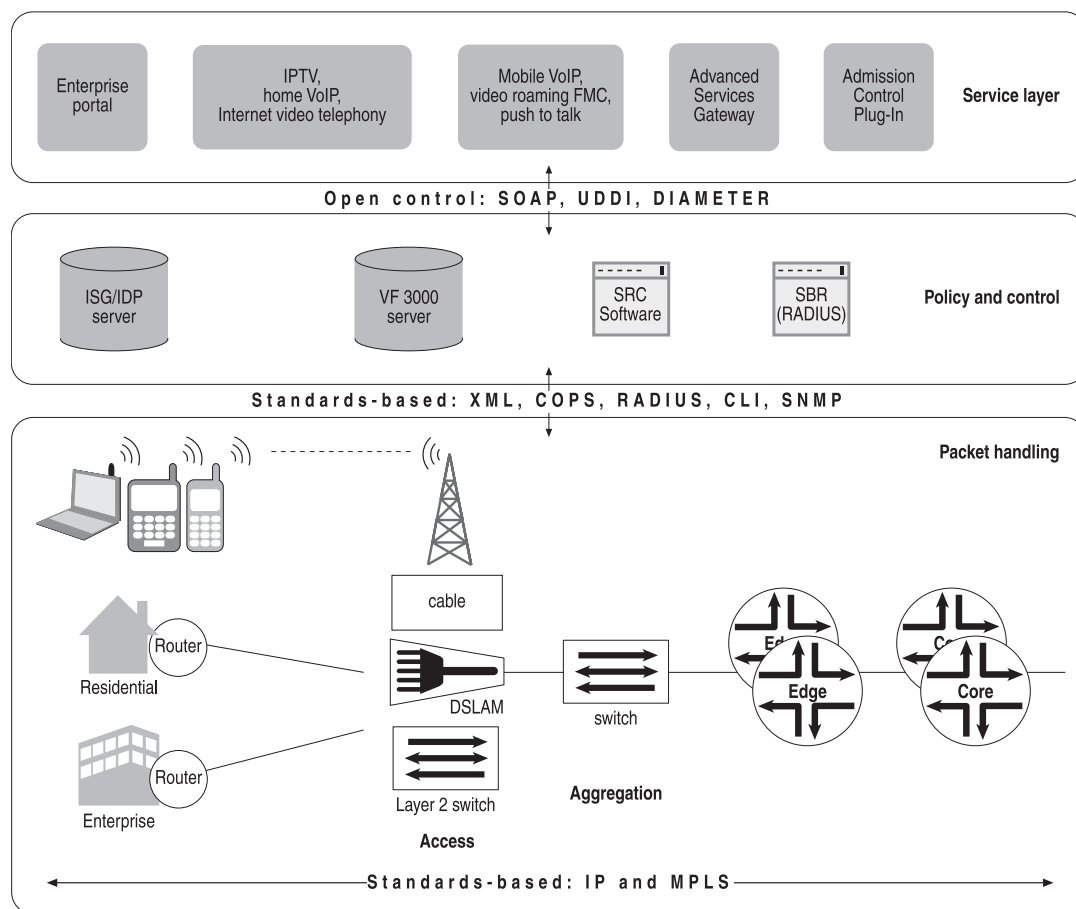 Enterprise
portal
IPTV,
home VoIP,
Internet video telephony
Mobile VoIP,
video roaming FMC,
push to talk
Advanced
Services
Gateway
Admission
Control
Plug-In
Service layer
Open control: SOAP, UDDI, DIAMETER
ISG/IDP
server
VF 3000
server
SRC
Software
SBR
(RADIUS)
Policy and control
Standards-based: XML, COPS, RADIUS, CLI, SNMP
Packet handling
cable
Router
Residential
DSLAM
switch
Edge
Core
Ed
Co
Router
Enterprise
Layer 2 switch
Aggregation
Access
Standards-based: IP and MPLS